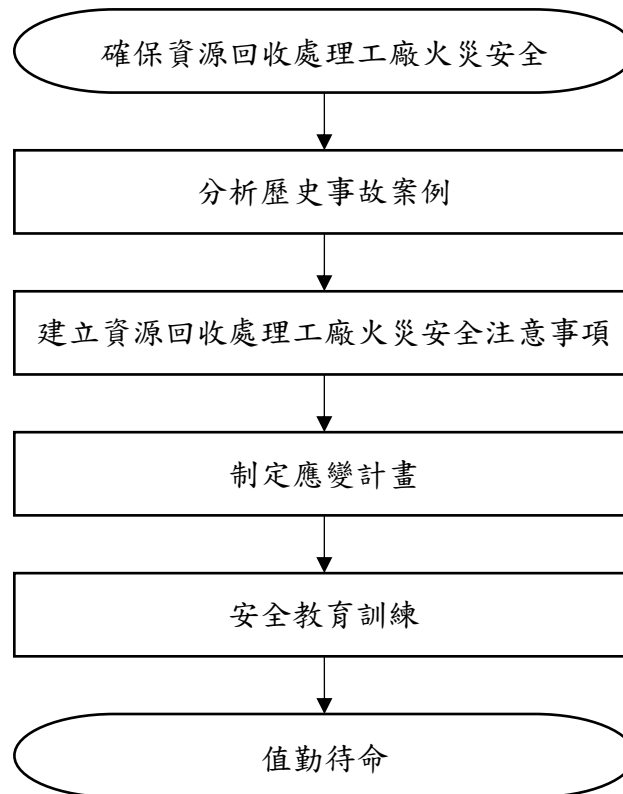 確保資源回收處理工廠火災安全
分析歷史事故案例
建立資源回收處理工廠火災安全注意事項
制定應變計畫
安全教育訓練
值勤待命